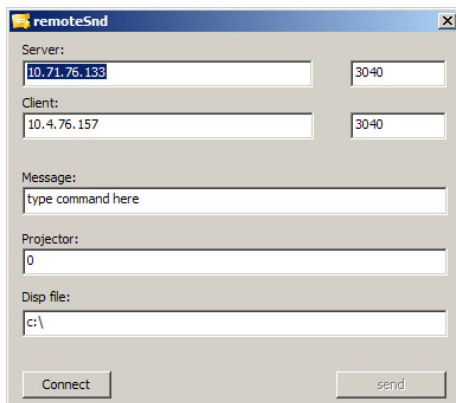 remoteSnd
Server:
10.71.76.133 3040
Client:
10.4.76.157 3040
Message:
type command here
Projector:
0
Disp file:
c:\
Connect send